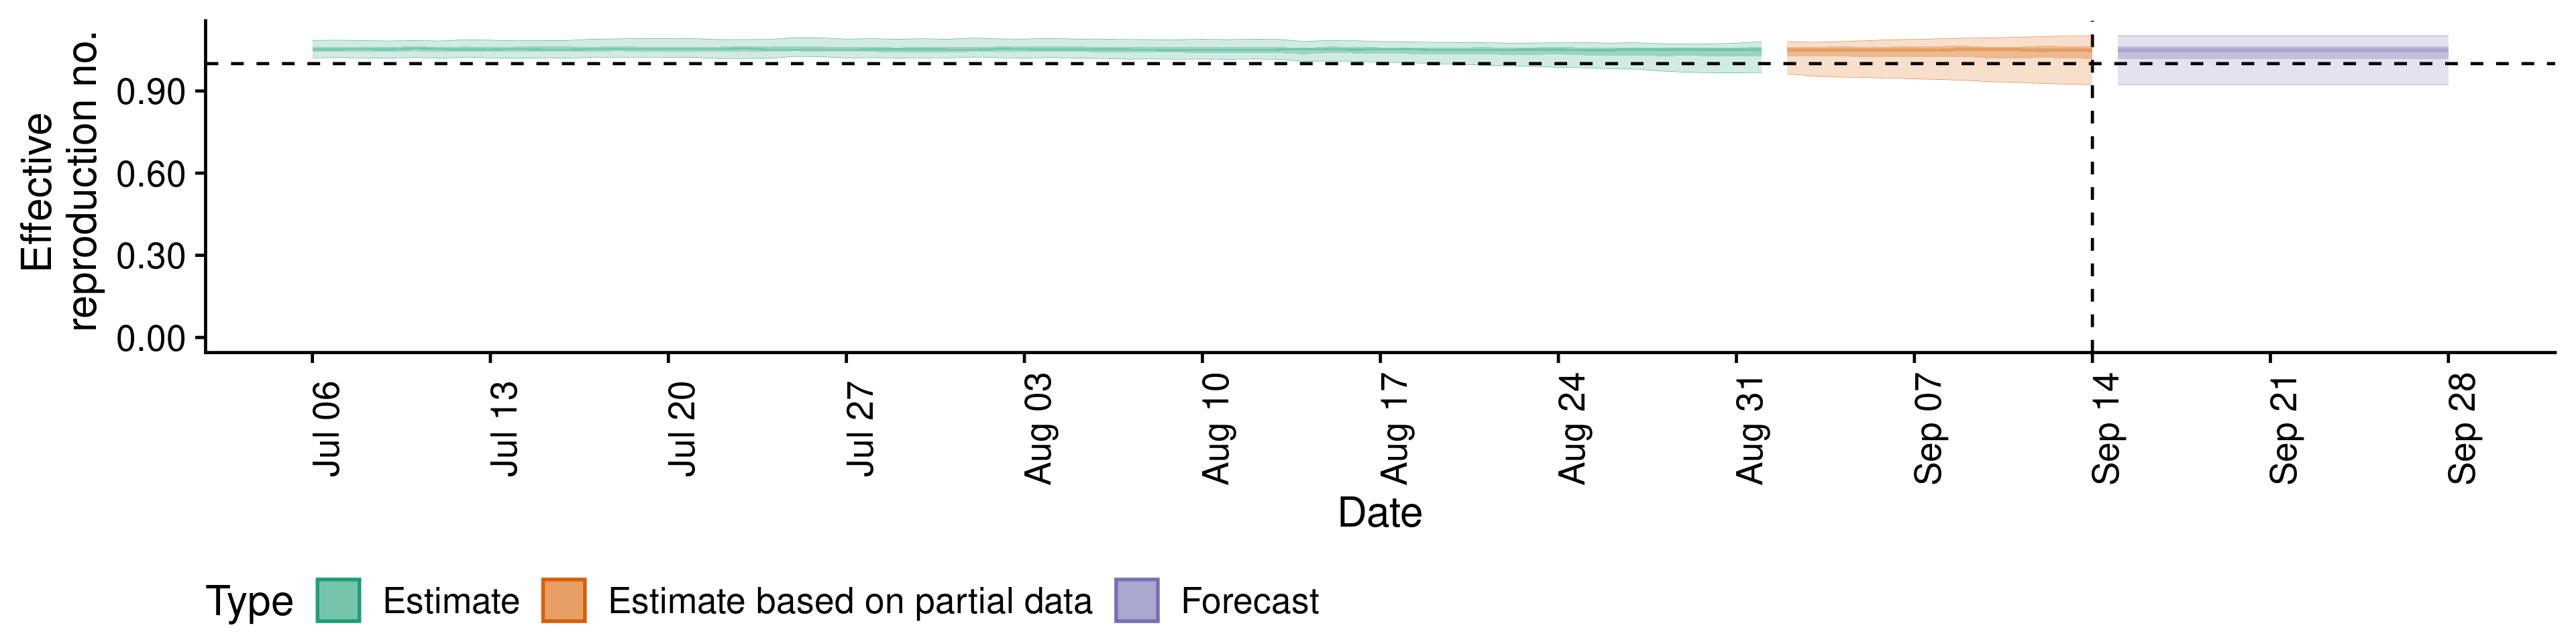 Effective
reproduction no.
0.90
0.60
0.30
0.00
Jul 06
Jul 13
Jul 20
Jul 27
Aug 03
Aug 10
Aug 17
Aug 24
Aug 31
Sep 07
Sep 14
Sep 21
Sep 28
Date
Type Estimate Estimate based on partial data Forecast